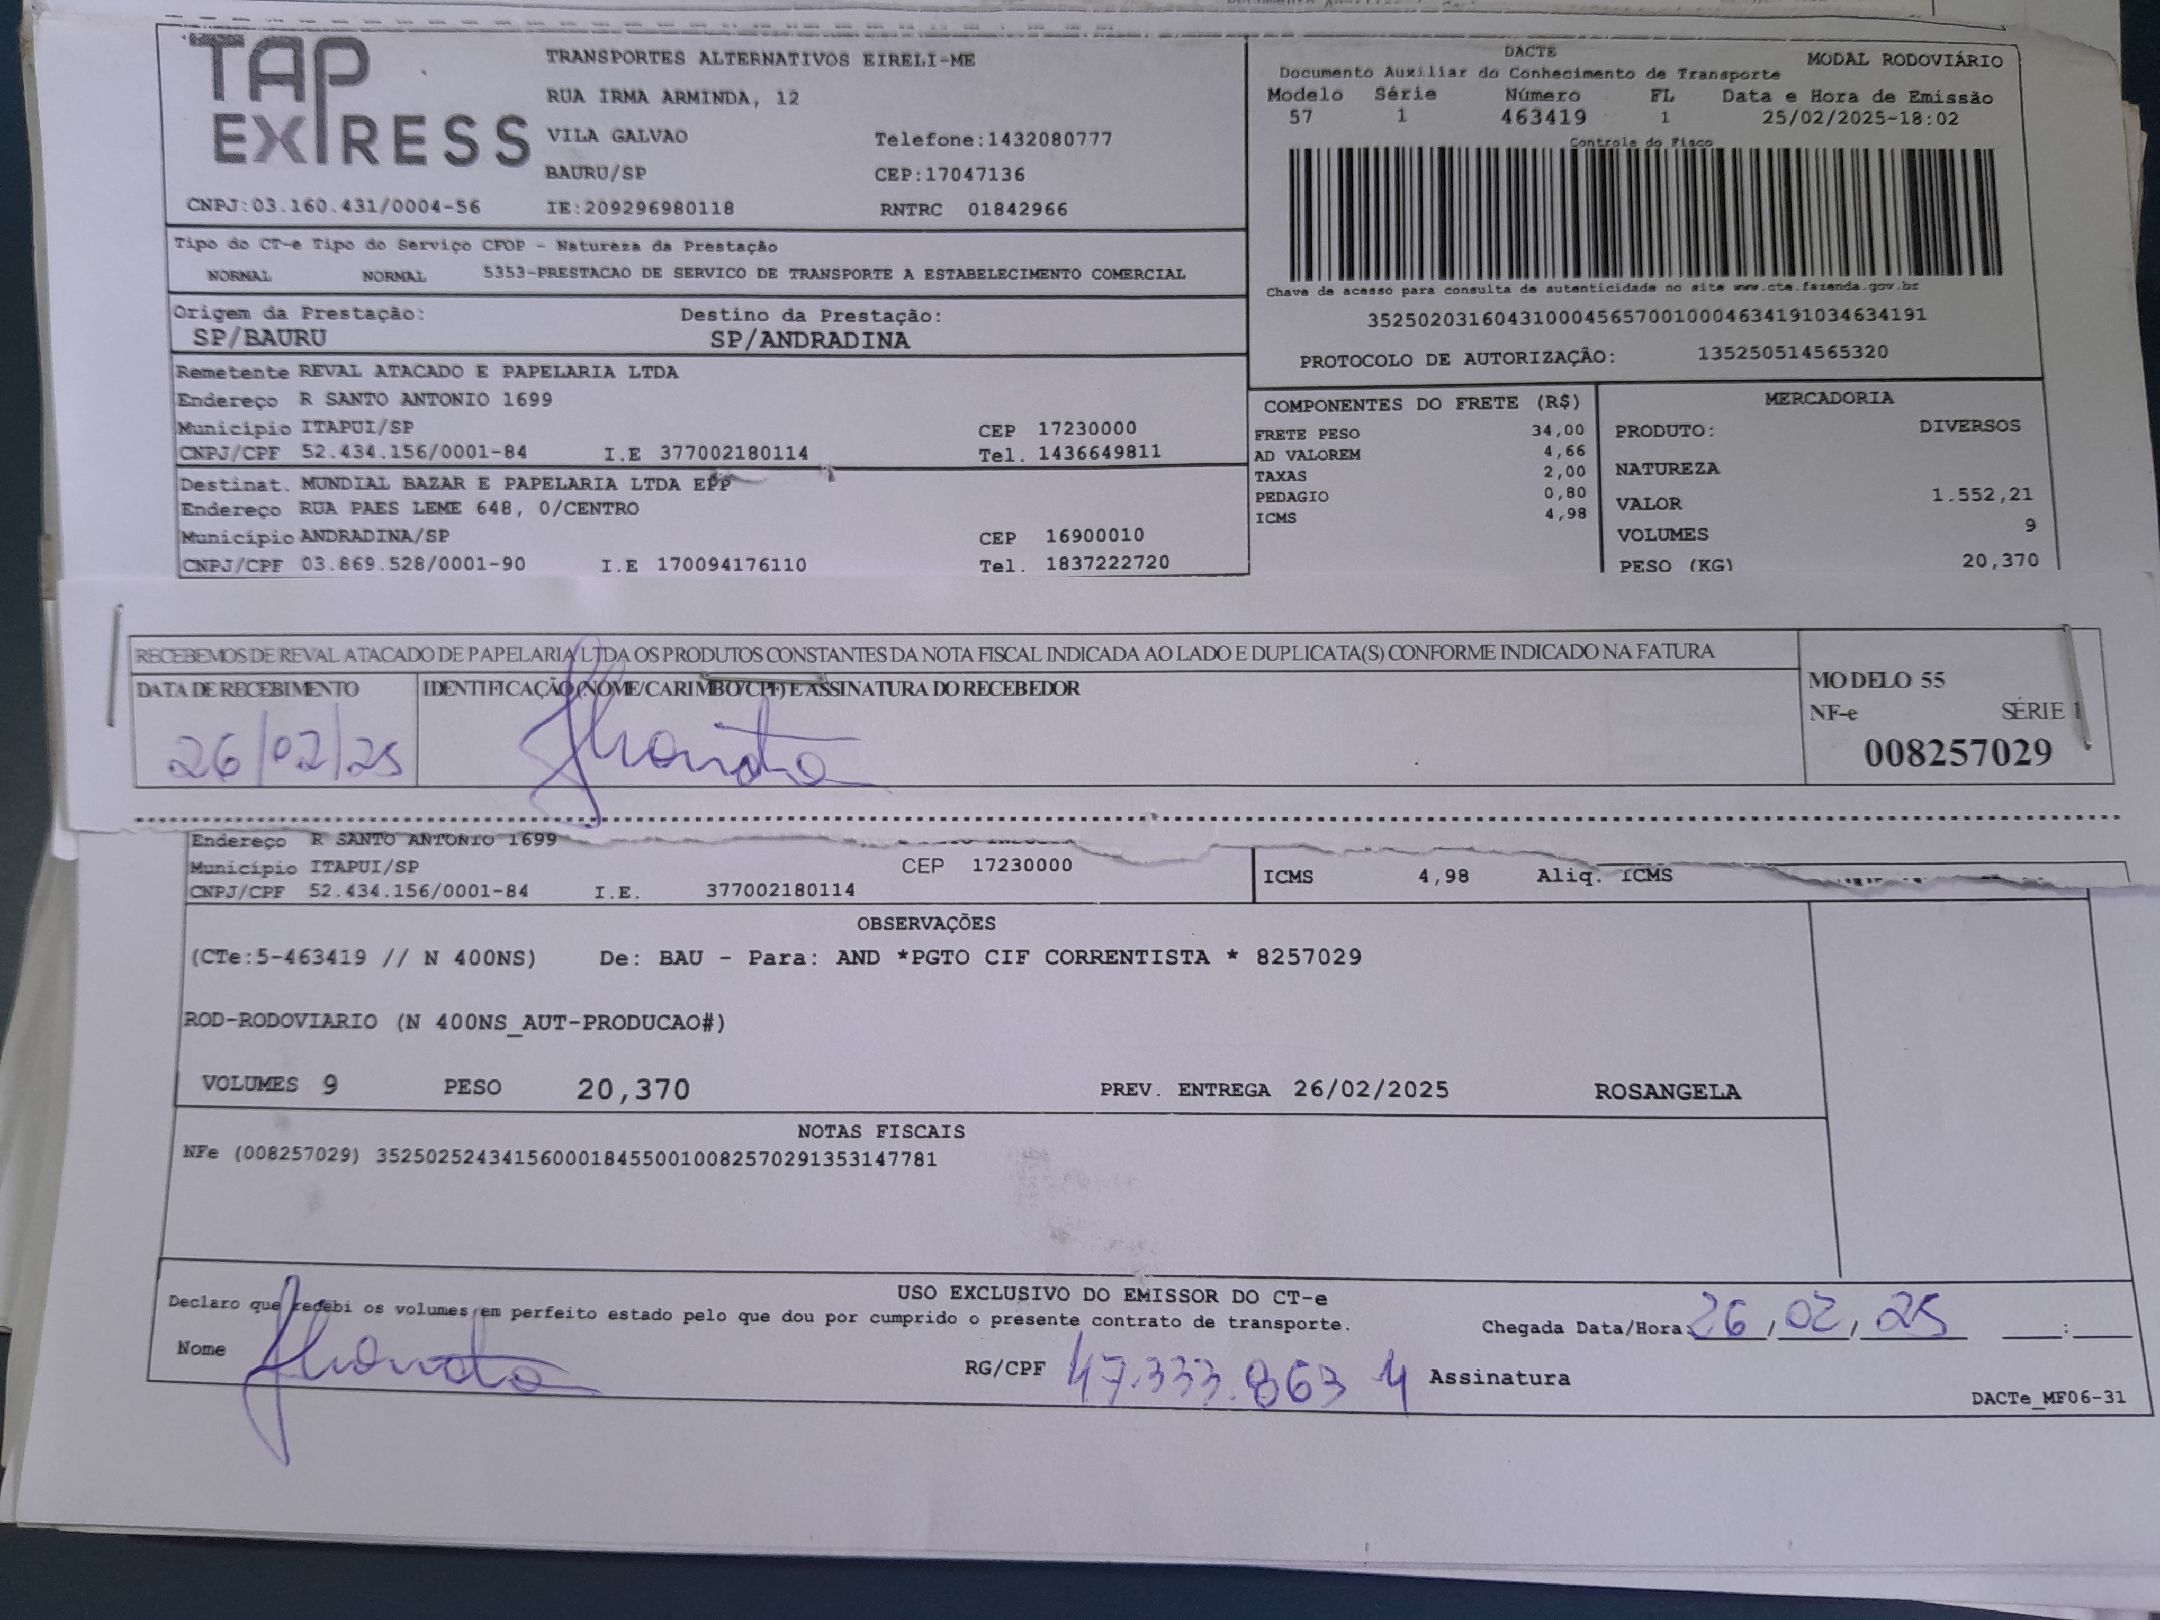 TAP EXPRESS
TRANSPORTES ALTERNATIVOS EIRELI-ME
RUA IRMA ARMINDA, 12
VILA GALVAO Telefone:1432080777
BAURU/SP CEP:17047136
CNPJ:03.160.431/0004-56 IE:209296980118 RNTRC 01842966
DACTE MODAL RODOVIÁRIO
Documento Auxiliar do Conhecimento de Transporte
Modelo Série Número FL Data e Hora de Emissão
57 1 463419 1 25/02/2025-18:02
Controle do Fisco
Chave de acesso para consulta de autenticidade no site www.cte.fazenda.gov.br
35250203160431000456570010004634191034634191
PROTOCOLO DE AUTORIZAÇÃO: 135250514565320
Tipo do CT-e Tipo do Serviço CFOP - Natureza da Prestação
NORMAL NORMAL 5353-PRESTACAO DE SERVICO DE TRANSPORTE A ESTABELECIMENTO COMERCIAL
Origem da Prestação: Destino da Prestação:
SP/BAURU SP/ANDRADINA
Remetente REVAL ATACADO E PAPELARIA LTDA
Endereço R SANTO ANTONIO 1699
Município ITAPUI/SP CEP 17230000
CNPJ/CPF 52.434.156/0001-84 I.E 377002180114 Tel. 1436649811
Destinat. MUNDIAL BAZAR E PAPELARIA LTDA EPP
Endereço RUA PAES LEME 648, 0/CENTRO
Município ANDRADINA/SP CEP 16900010
CNPJ/CPF 03.869.528/0001-90 I.E 170094176110 Tel. 1837222720
COMPONENTES DO FRETE (R$)
FRETE PESO 34,00
AD VALOREM 4,66
TAXAS 2,00
PEDAGIO 0,80
ICMS 4,98
MERCADORIA
PRODUTO: DIVERSOS
NATUREZA
VALOR 1.552,21
VOLUMES 9
PESO (KG) 20,370
RECEBEMOS DE REVAL ATACADO DE PAPELARIA LTDA OS PRODUTOS CONSTANTES DA NOTA FISCAL INDICADA AO LADO E DUPLICATA(S) CONFORME INDICADO NA FATURA
DATA DE RECEBIMENTO IDENTIFICAÇÃO (NOME/CARIMBO/CPF) E ASSINATURA DO RECEBEDOR
26/02/25
MODELO 55
NF-e SÉRIE 1
008257029
Endereço R SANTO ANTONIO 1699
Município ITAPUI/SP CEP 17230000
CNPJ/CPF 52.434.156/0001-84 I.E. 377002180114
ICMS 4,98 Aliq. ICMS
OBSERVAÇÕES
(CTe:5-463419 // N 400NS) De: BAU - Para: AND *PGTO CIF CORRENTISTA * 8257029
ROD-RODOVIARIO (N 400NS_AUT-PRODUCAO#)
VOLUMES 9 PESO 20,370 PREV. ENTREGA 26/02/2025 ROSANGELA
NOTAS FISCAIS
NFe (008257029) 35250252434156000184550010082570291353147781
USO EXCLUSIVO DO EMISSOR DO CT-e
Declaro que recebi os volumes em perfeito estado pelo que dou por cumprido o presente contrato de transporte.
Chegada Data/Hora: 26,02,25 :
Nome RG/CPF 47.333.863 4 Assinatura
DACTe_MF06-31